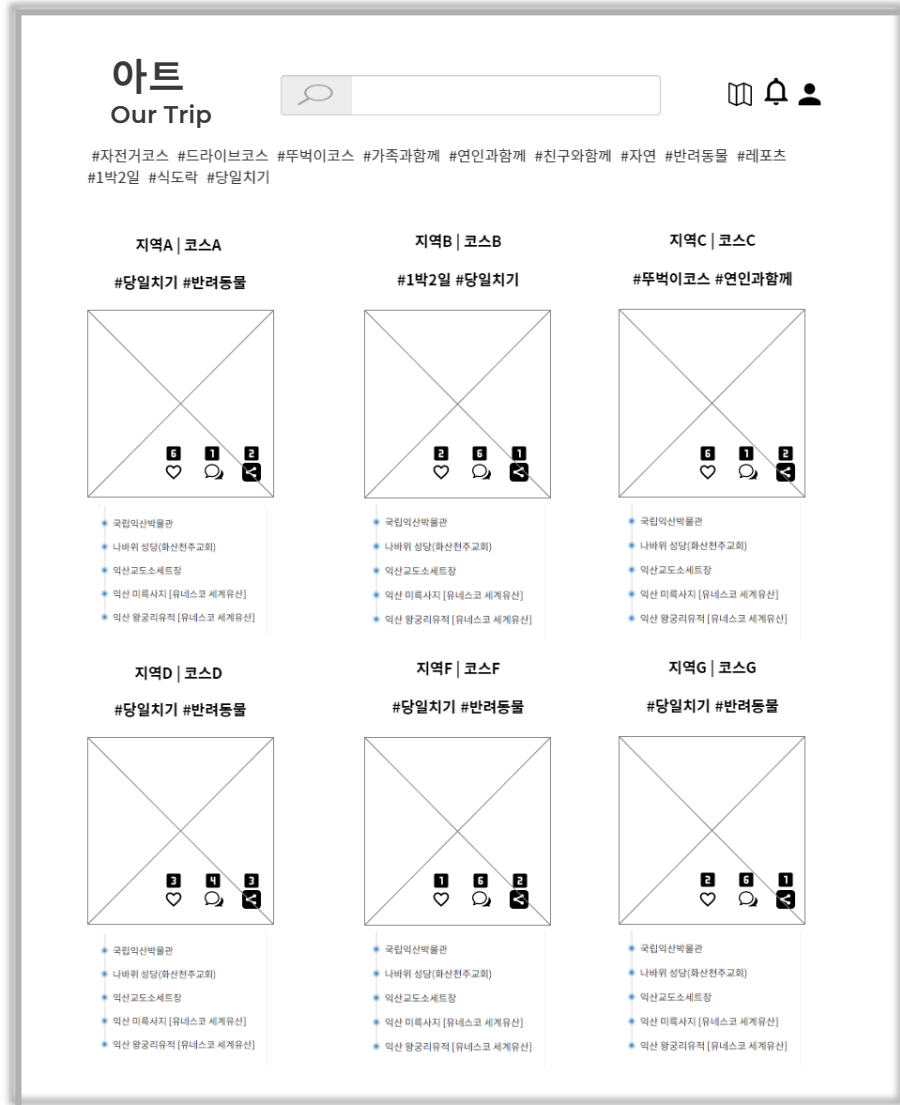 아트
Our Trip
#자전거코스 #드라이브코스 #뚜벅이코스 #가족과함께 #연인과함께 #친구와함께 #자연 #반려동물 #레포츠
#1박2일 #식도락 #당일치기
지역A | 코스A
#당일치기 #반려동물
6 1 2
국립익산박물관
나바위 성당(화산천주교회)
익산교도소세트장
익산 미륵사지 [유네스코 세계유산]
익산 왕궁리유적 [유네스코 세계유산]
지역B | 코스B
#1박2일 #당일치기
2 6 1
국립익산박물관
나바위 성당(화산천주교회)
익산교도소세트장
익산 미륵사지 [유네스코 세계유산]
익산 왕궁리유적 [유네스코 세계유산]
지역C | 코스C
#뚜벅이코스 #연인과함께
6 1 2
국립익산박물관
나바위 성당(화산천주교회)
익산교도소세트장
익산 미륵사지 [유네스코 세계유산]
익산 왕궁리유적 [유네스코 세계유산]
지역D | 코스D
#당일치기 #반려동물
3 4 3
국립익산박물관
나바위 성당(화산천주교회)
익산교도소세트장
익산 미륵사지 [유네스코 세계유산]
익산 왕궁리유적 [유네스코 세계유산]
지역F | 코스F
#당일치기 #반려동물
1 6 2
국립익산박물관
나바위 성당(화산천주교회)
익산교도소세트장
익산 미륵사지 [유네스코 세계유산]
익산 왕궁리유적 [유네스코 세계유산]
지역G | 코스G
#당일치기 #반려동물
2 6 1
국립익산박물관
나바위 성당(화산천주교회)
익산교도소세트장
익산 미륵사지 [유네스코 세계유산]
익산 왕궁리유적 [유네스코 세계유산]